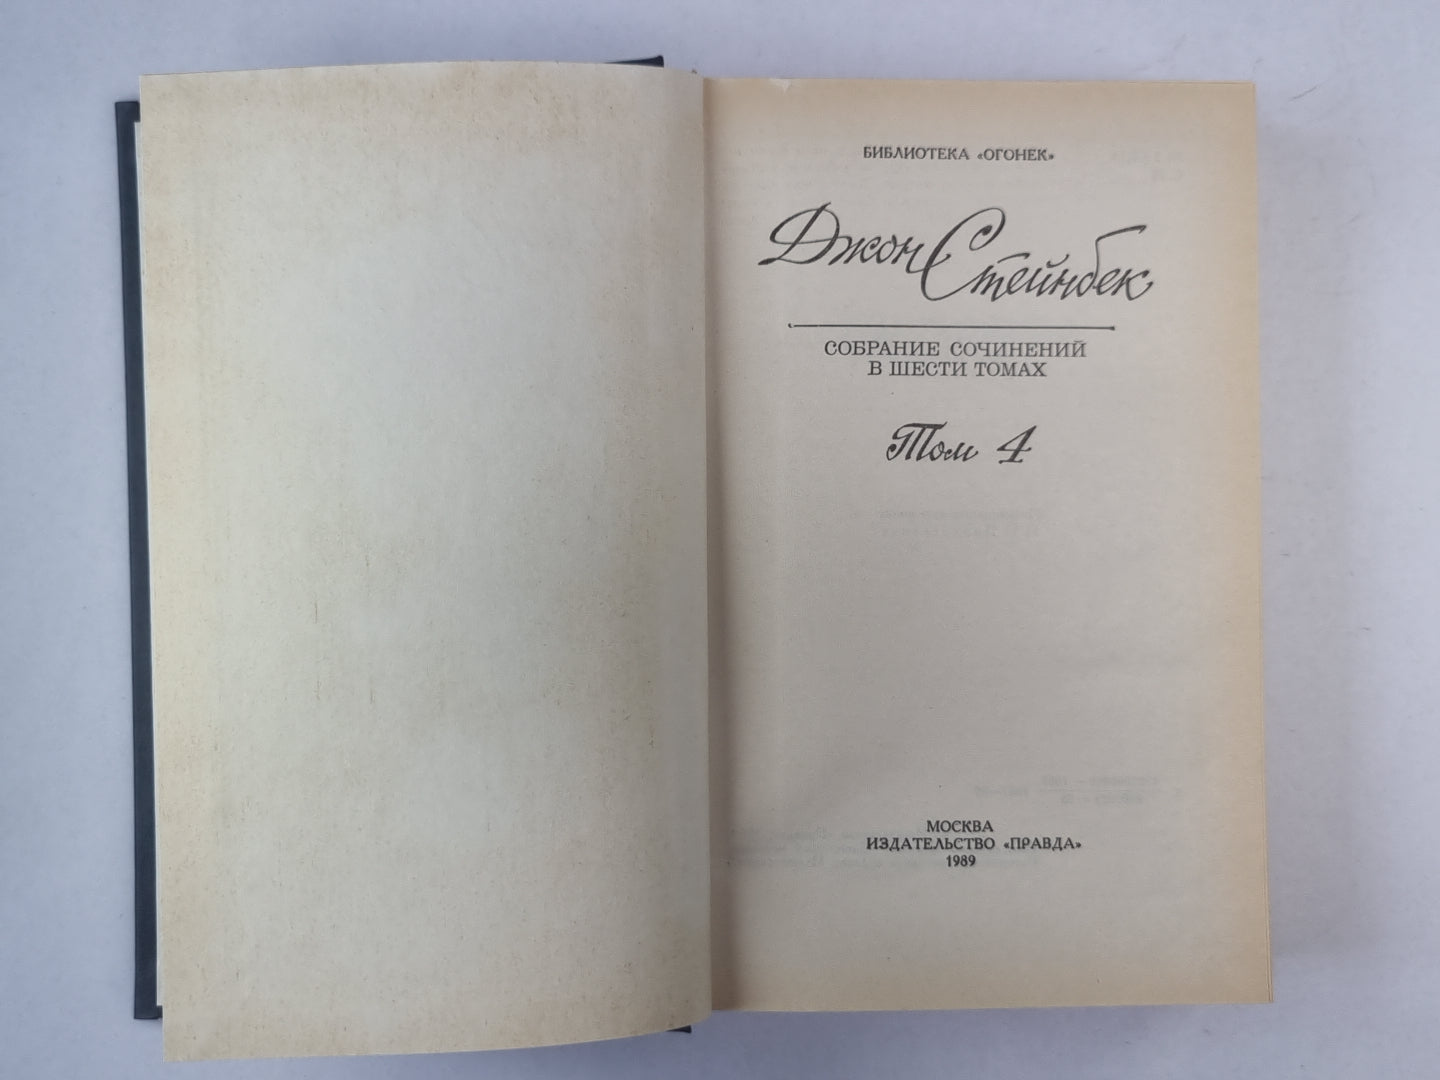 БИБЛИОТЕКА «ОГОНЕК»
Джон Стейнбек
СОБРАНИЕ СОЧИНЕНИЙ
В ШЕСТИ ТОМАХ
Том 4
МОСКВА
ИЗДАТЕЛЬСТВО «ПРАВДА»
1989